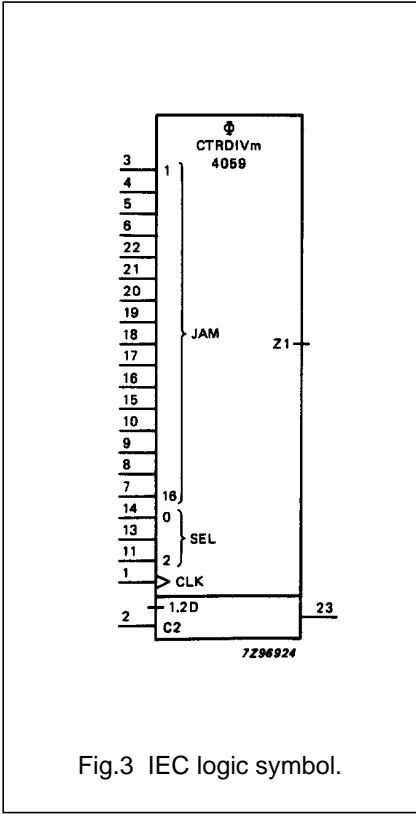 Φ
CTRDIVm
4059
3 1
4
5
6
22
21
20
19
18 JAM Z1
17
16
15
10
9
8
7 16
14 0
13 SEL
11 2
1 CLK
1,2D 23
2 C2
7Z96924
Fig.3 IEC logic symbol.